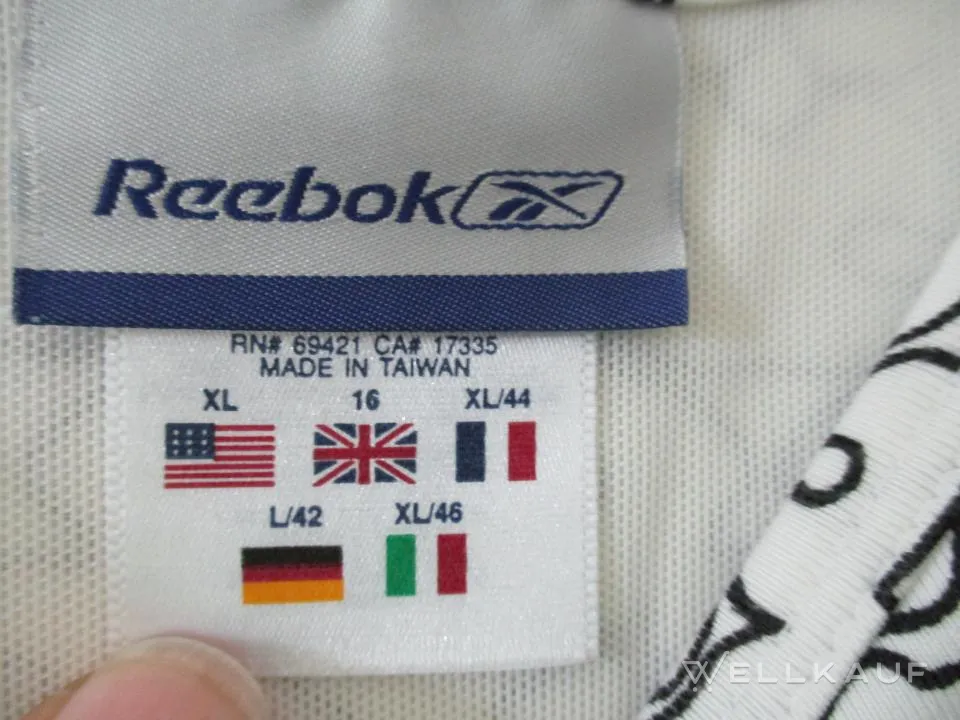 Reebok
RN# 69421 CA# 17335
MADE IN TAIWAN
XL 16 XL/44
L/42 XL/46
WELLKAUF